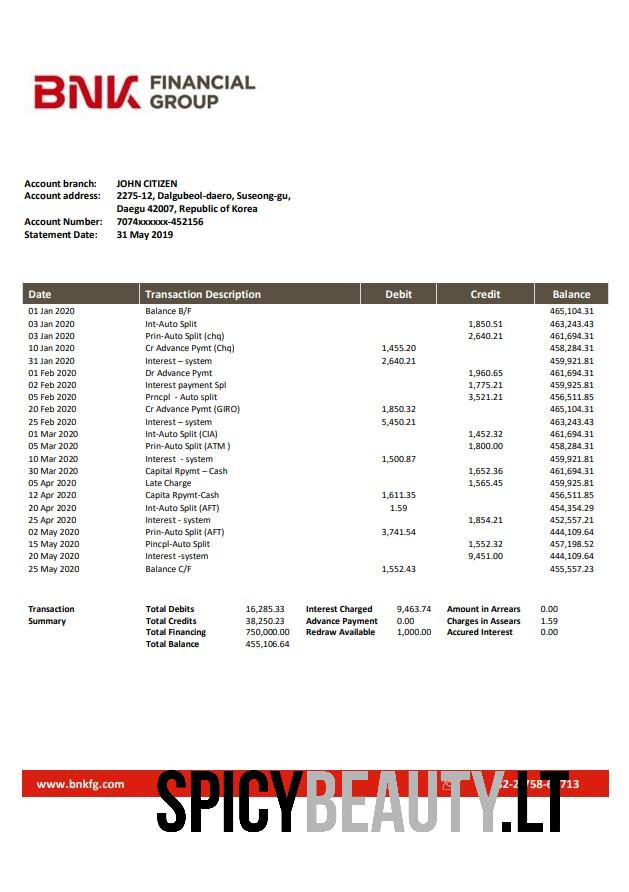 BNK FINANCIAL
GROUP
Account branch: JOHN CITIZEN
Account address: 2275-12, Dalgubeol-daero, Suseong-gu,
Daegu 42007, Republic of Korea
Account Number: 7074xxxxxx-452156
Statement Date: 31 May 2019
Date Transaction Description Debit Credit Balance
01 Jan 2020 Balance B/F 465,104.31
03 Jan 2020 Int-Auto Split 1,850.51 463,243.43
03 Jan 2020 Prin-Auto Split (chq) 2,640.21 461,694.31
10 Jan 2020 Cr Advance Pymt (Chq) 1,455.20 458,284.31
31 Jan 2020 Interest – system 2,640.21 459,921.81
01 Feb 2020 Dr Advance Pymt 1,960.65 461,694.31
02 Feb 2020 Interest payment Spl 1,775.21 459,925.81
05 Feb 2020 Prncpl - Auto split 3,521.21 456,511.85
20 Feb 2020 Cr Advance Pymt (GIRO) 1,850.32 465,104.31
25 Feb 2020 Interest – system 5,450.21 463,243.43
01 Mar 2020 Int-Auto Split (CIA) 1,452.32 461,694.31
05 Mar 2020 Prin-Auto Split (ATM ) 1,800.00 458,284.31
10 Mar 2020 Interest - system 1,500.87 459,921.81
30 Mar 2020 Capital Rpymt – Cash 1,652.36 461,694.31
05 Apr 2020 Late Charge 1,565.45 459,925.81
12 Apr 2020 Capita Rpymt-Cash 1,611.35 456,511.85
20 Apr 2020 Int-Auto Split (AFT) 1.59 454,354.29
25 Apr 2020 Interest - system 1,854.21 452,557.21
02 May 2020 Prin-Auto Split (AFT) 3,741.54 444,109.64
15 May 2020 Pincpl-Auto Split 1,552.32 457,198.52
20 May 2020 Interest -system 9,451.00 444,109.64
25 May 2020 Balance C/F 1,552.43 455,557.23
Transaction Total Debits 16,285.33 Interest Charged 9,463.74 Amount in Arrears 0.00
Summary Total Credits 38,250.23 Advance Payment 0.00 Charges in Assears 1.59
Total Financing 750,000.00 Redraw Available 1,000.00 Accured Interest 0.00
Total Balance 455,106.64
www.bnkfg.com
SPICYBEAUTY.LT